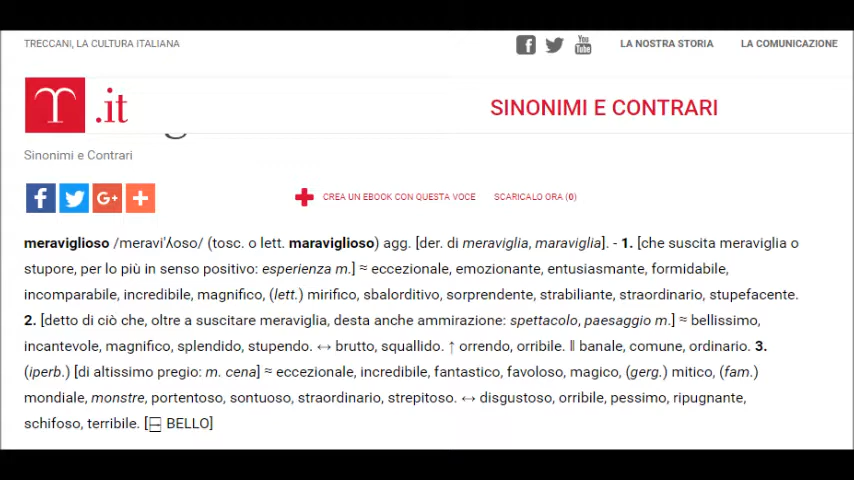 TRECCANI, LA CULTURA ITALIANA
LA NOSTRA STORIA LA COMUNICAZIONE
.it
SINONIMI E CONTRARI
Sinonimi e Contrari
CREA UN EBOOK CON QUESTA VOCE SCARICALO ORA (0)
meraviglioso /meravi'ʎoso/ (tosc. o lett. maraviglioso) agg. [der. di meraviglia, maraviglia]. - 1. [che suscita meraviglia o
stupore, per lo più in senso positivo: esperienza m.] ≈ eccezionale, emozionante, entusiasmante, formidabile,
incomparabile, incredibile, magnifico, (lett.) mirifico, sbalorditivo, sorprendente, strabiliante, straordinario, stupefacente.
2. [detto di ciò che, oltre a suscitare meraviglia, desta anche ammirazione: spettacolo, paesaggio m.] ≈ bellissimo,
incantevole, magnifico, splendido, stupendo. ↔ brutto, squallido. ↑ orrendo, orribile. ‖ banale, comune, ordinario. 3.
(iperb.) [di altissimo pregio: m. cena] ≈ eccezionale, incredibile, fantastico, favoloso, magico, (gerg.) mitico, (fam.)
mondiale, monstre, portentoso, sontuoso, straordinario, strepitoso. ↔ disgustoso, orribile, pessimo, ripugnante,
schifoso, terribile. [⍈ BELLO]